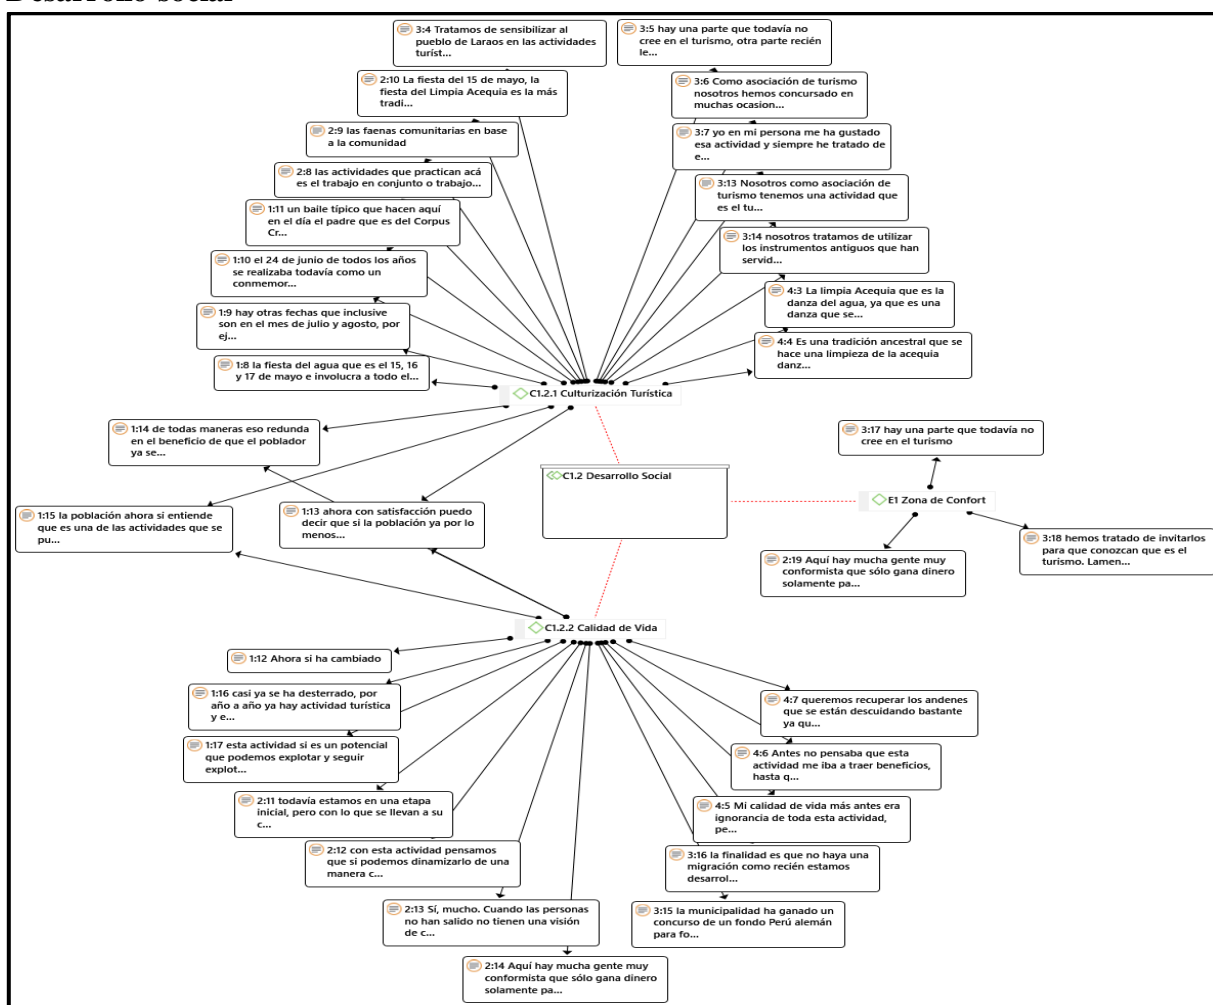 Desarrollo social
3:4 Tratamos de sensibilizar al
pueblo de Laraos en las actividades
turíst...
3:5 hay una parte que todavía no
cree en el turismo, otra parte recién
le...
2:10 La fiesta del 15 de mayo, la
fiesta del Limpia Acequia es la más
tradi...
3:6 Como asociación de turismo
nosotros hemos concursado en
muchas ocasion...
2:9 las faenas comunitarias en base
a la comunidad
3:7 yo en mi persona me ha gustado
esa actividad y siempre he tratado de
e...
2:8 las actividades que practican acá
es el trabajo en conjunto o trabajo...
3:13 Nosotros como asociación de
turismo tenemos una actividad que
es el tu...
1:11 un baile típico que hacen aquí
en el día el padre que es del Corpus
Cr...
3:14 nosotros tratamos de utilizar
los instrumentos antiguos que han
servid...
1:10 el 24 de junio de todos los años
se realizaba todavía como un
conmemor...
4:3 La limpia Acequia que es la
danza del agua, ya que es una
danza que se...
1:9 hay otras fechas que inclusive
son en el mes de julio y agosto, por
ej...
4:4 Es una tradición ancestral que se
hace una limpieza de la acequia
danz...
1:8 la fiesta del agua que es el 15, 16
y 17 de mayo e involucra a todo el...
C1.2.1 Culturización Turística
1:14 de todas maneras eso redunda
en el beneficio de que el poblador
ya se...
3:17 hay una parte que todavía no
cree en el turismo
C1.2 Desarrollo Social
E1 Zona de Confort
1:15 la población ahora si entiende
que es una de las actividades que se
pu...
1:13 ahora con satisfacción puedo
decir que si la población ya por lo
menos...
3:18 hemos tratado de invitarlos
para que conozcan que es el
turismo. Lamen...
2:19 Aquí hay mucha gente muy
conformista que sólo gana dinero
solamente pa...
C1.2.2 Calidad de Vida
1:12 Ahora si ha cambiado
1:16 casi ya se ha desterrado, por
año a año ya hay actividad turística
y e...
4:7 queremos recuperar los andenes
que se están descuidando bastante
ya qu...
1:17 esta actividad si es un potencial
que podemos explotar y seguir
explot...
4:6 Antes no pensaba que esta
actividad me iba a traer beneficios,
hasta q...
2:11 todavía estamos en una etapa
inicial, pero con lo que se llevan a su
c...
4:5 Mi calidad de vida más antes era
ignorancia de toda esta actividad,
pe...
2:12 con esta actividad pensamos
que si podemos dinamizarlo de una
manera c...
3:16 la finalidad es que no haya una
migración como recién estamos
desarrol...
2:13 Sí, mucho. Cuando las personas
no han salido no tienen una visión
de c...
3:15 la municipalidad ha ganado un
concurso de un fondo Perú alemán
para fo...
2:14 Aquí hay mucha gente muy
conformista que sólo gana dinero
solamente pa...